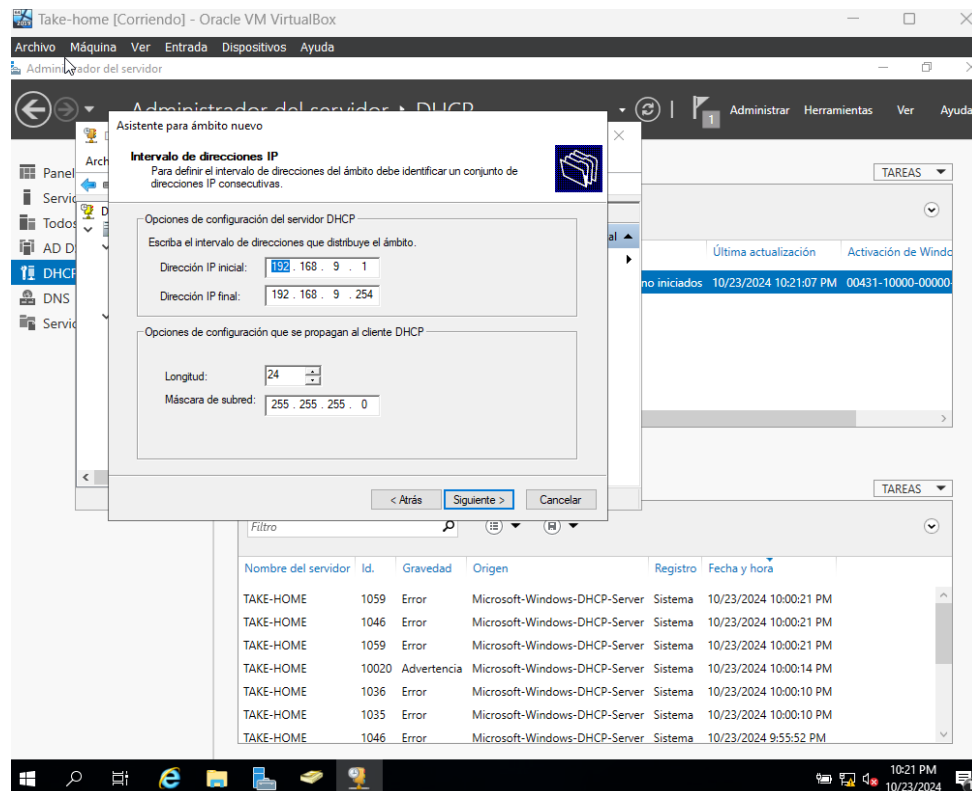 Take-home [Corriendo] - Oracle VM VirtualBox
Archivo Máquina Ver Entrada Dispositivos Ayuda
Administrador del servidor
Administrador del servidor DHCP
1
Administrar Herramientas Ver Ayuda
Asistente para ámbito nuevo
Intervalo de direcciones IP
Para definir el intervalo de direcciones del ámbito debe identificar un conjunto de
direcciones IP consecutivas.
Opciones de configuración del servidor DHCP
Escriba el intervalo de direcciones que distribuye el ámbito.
Dirección IP inicial: 192 . 168 . 9 . 1
Dirección IP final: 192 . 168 . 9 . 254
Opciones de configuración que se propagan al cliente DHCP
Longitud: 24
Máscara de subred: 255 . 255 . 255 . 0
< Atrás Siguiente > Cancelar
Arch
D
al
Panel
Servic
Todos
AD D
DHCP
DNS
Servic
TAREAS
Última actualización Activación de Windo
no iniciados 10/23/2024 10:21:07 PM 00431-10000-00000-
TAREAS
Filtro
Nombre del servidor Id. Gravedad Origen Registro Fecha y hora
TAKE-HOME 1059 Error Microsoft-Windows-DHCP-Server Sistema 10/23/2024 10:00:21 PM
TAKE-HOME 1046 Error Microsoft-Windows-DHCP-Server Sistema 10/23/2024 10:00:21 PM
TAKE-HOME 1059 Error Microsoft-Windows-DHCP-Server Sistema 10/23/2024 10:00:21 PM
TAKE-HOME 10020 Advertencia Microsoft-Windows-DHCP-Server Sistema 10/23/2024 10:00:14 PM
TAKE-HOME 1036 Error Microsoft-Windows-DHCP-Server Sistema 10/23/2024 10:00:10 PM
TAKE-HOME 1035 Error Microsoft-Windows-DHCP-Server Sistema 10/23/2024 10:00:10 PM
TAKE-HOME 1046 Error Microsoft-Windows-DHCP-Server Sistema 10/23/2024 9:55:52 PM
10:21 PM
10/23/2024